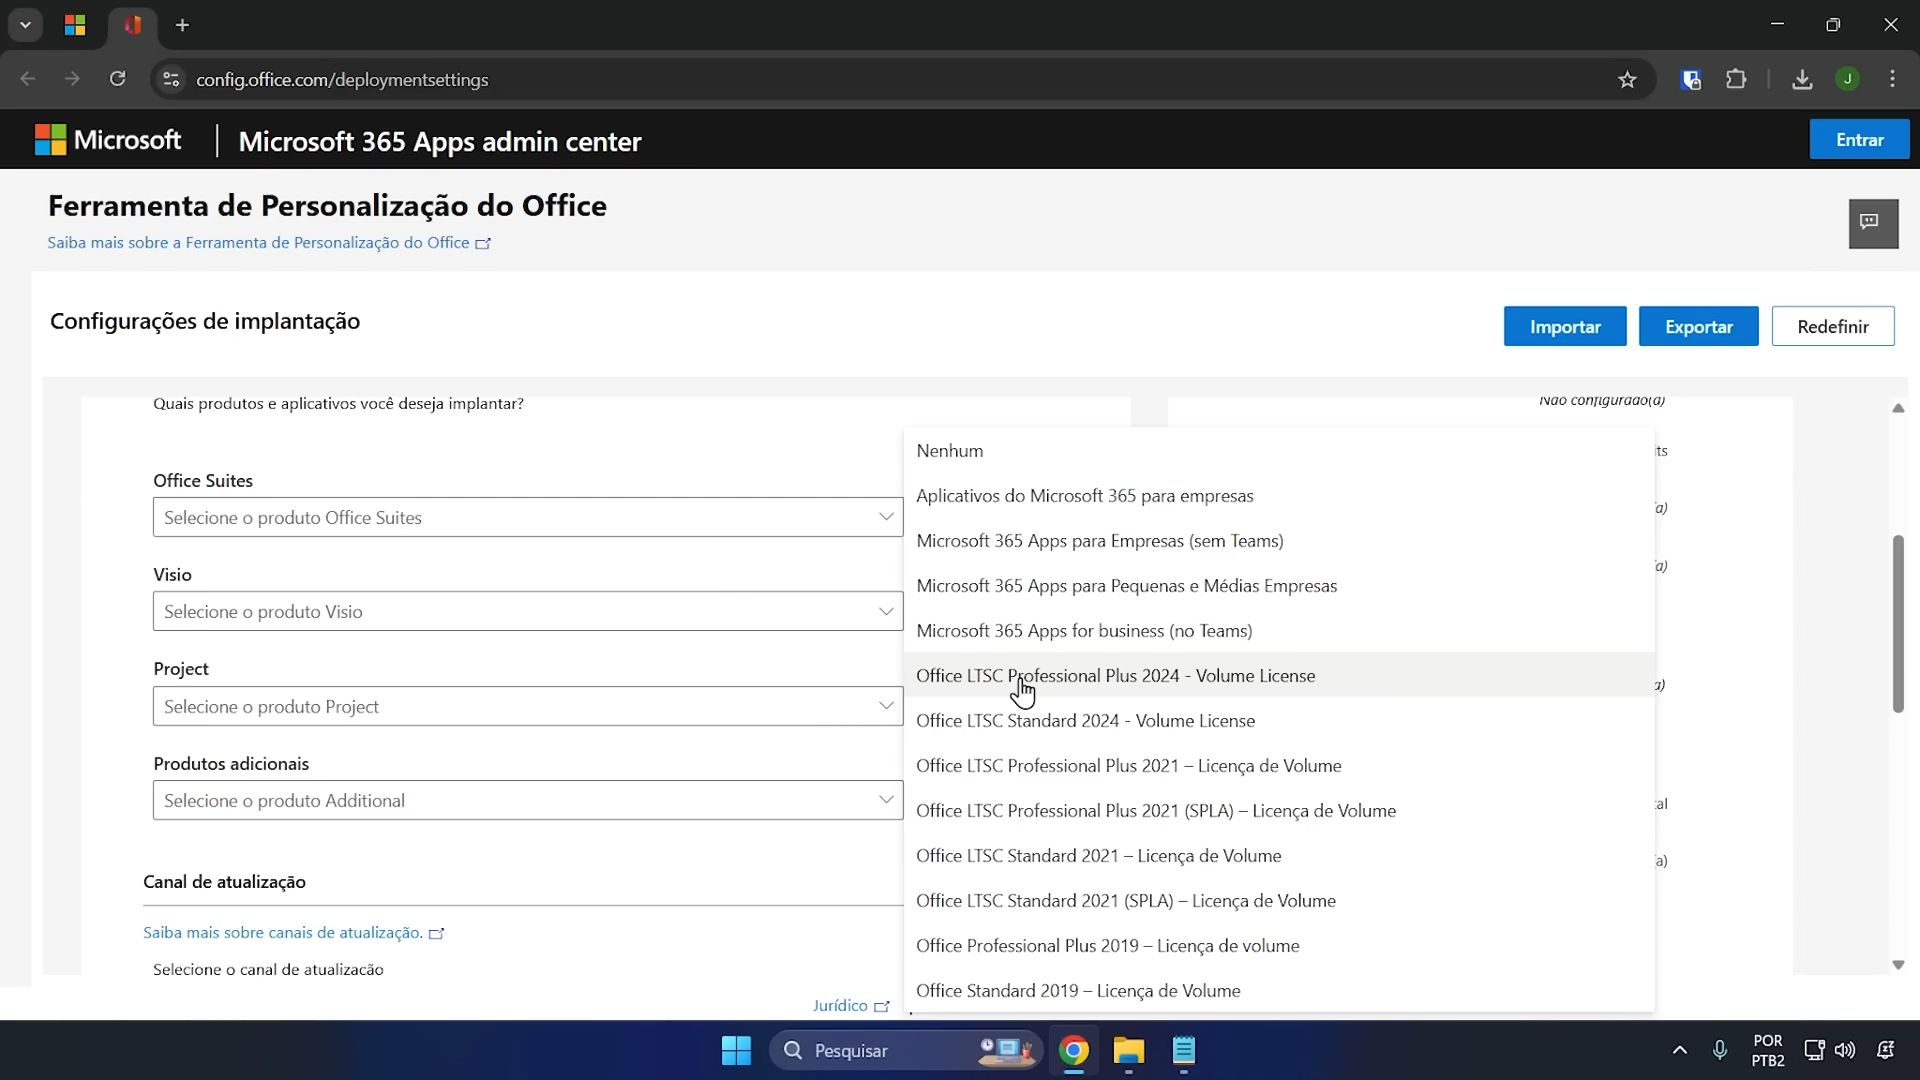 config.office.com/deploymentsettings
J
Microsoft
Microsoft 365 Apps admin center
Entrar
Ferramenta de Personalização do Office
Saiba mais sobre a Ferramenta de Personalização do Office
Configurações de implantação
Importar
Exportar
Redefinir
Quais produtos e aplicativos você deseja implantar?
Não configurado(a)
Office Suites
Selecione o produto Office Suites
Visio
Selecione o produto Visio
Project
Selecione o produto Project
Produtos adicionais
Selecione o produto Additional
Canal de atualização
Saiba mais sobre canais de atualização.
Selecione o canal de atualização
Nenhum
Aplicativos do Microsoft 365 para empresas
Microsoft 365 Apps para Empresas (sem Teams)
Microsoft 365 Apps para Pequenas e Médias Empresas
Microsoft 365 Apps for business (no Teams)
Office LTSC Professional Plus 2024 - Volume License
Office LTSC Standard 2024 - Volume License
Office LTSC Professional Plus 2021 – Licença de Volume
Office LTSC Professional Plus 2021 (SPLA) – Licença de Volume
Office LTSC Standard 2021 – Licença de Volume
Office LTSC Standard 2021 (SPLA) – Licença de Volume
Office Professional Plus 2019 – Licença de volume
Office Standard 2019 – Licença de Volume
its
a)
a)
a)
al
a)
Jurídico
Pesquisar
POR
PTB2